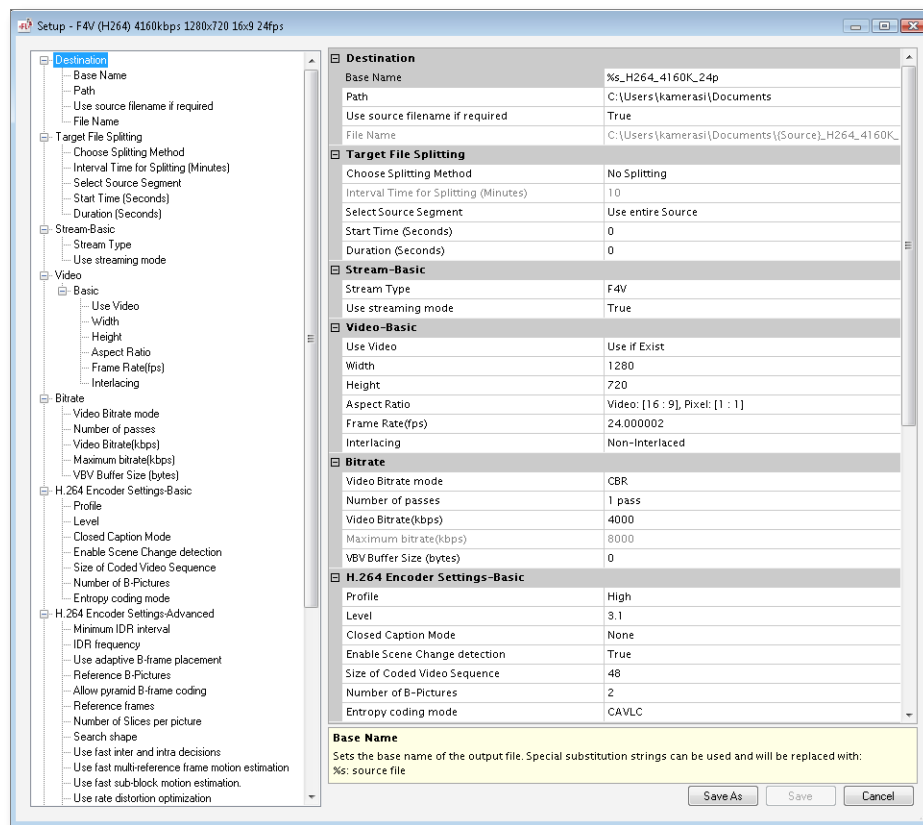 Setup - F4V (H264) 4160kbps 1280x720 16x9 24fps
Destination
Base Name
Path
Use source filename if required
File Name
Target File Splitting
Choose Splitting Method
Interval Time for Splitting (Minutes)
Select Source Segment
Start Time (Seconds)
Duration (Seconds)
Stream-Basic
Stream Type
Use streaming mode
Video
Basic
Use Video
Width
Height
Aspect Ratio
Frame Rate(fps)
Interlacing
Bitrate
Video Bitrate mode
Number of passes
Video Bitrate(kbps)
Maximum bitrate(kbps)
VBV Buffer Size (bytes)
H.264 Encoder Settings-Basic
Profile
Level
Closed Caption Mode
Enable Scene Change detection
Size of Coded Video Sequence
Number of B-Pictures
Entropy coding mode
H.264 Encoder Settings-Advanced
Minimum IDR interval
IDR frequency
Use adaptive B-frame placement
Reference B-Pictures
Allow pyramid B-frame coding
Reference frames
Number of Slices per picture
Search shape
Use fast inter and intra decisions
Use fast multi-reference frame motion estimation
Use fast sub-block motion estimation.
Use rate distortion optimization
Destination
Base Name %s_H264_4160K_24p
Path C:\Users\kamerasi\Documents
Use source filename if required True
File Name C:\Users\kamerasi\Documents\{Source}_H264_4160K_
Target File Splitting
Choose Splitting Method No Splitting
Interval Time for Splitting (Minutes) 10
Select Source Segment Use entire Source
Start Time (Seconds) 0
Duration (Seconds) 0
Stream-Basic
Stream Type F4V
Use streaming mode True
Video-Basic
Use Video Use if Exist
Width 1280
Height 720
Aspect Ratio Video: [16 : 9], Pixel: [1 : 1]
Frame Rate(fps) 24.000002
Interlacing Non-Interlaced
Bitrate
Video Bitrate mode CBR
Number of passes 1 pass
Video Bitrate(kbps) 4000
Maximum bitrate(kbps) 8000
VBV Buffer Size (bytes) 0
H.264 Encoder Settings-Basic
Profile High
Level 3.1
Closed Caption Mode None
Enable Scene Change detection True
Size of Coded Video Sequence 48
Number of B-Pictures 2
Entropy coding mode CAVLC
Base Name
Sets the base name of the output file. Special substitution strings can be used and will be replaced with:
%s: source file
Save As Save Cancel